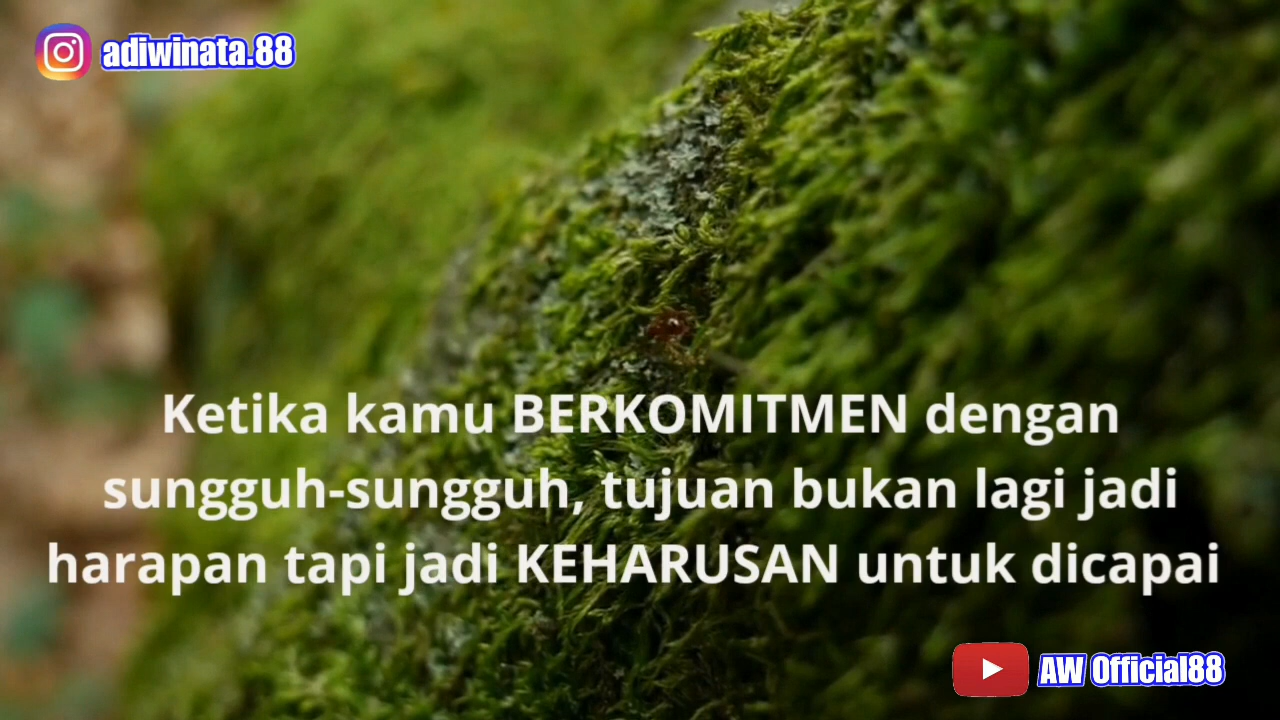 adiwinata.88
Ketika kamu BERKOMITMEN dengan
sungguh-sungguh, tujuan bukan lagi jadi
harapan tapi jadi KEHARUSAN untuk dicapai
AW Official88